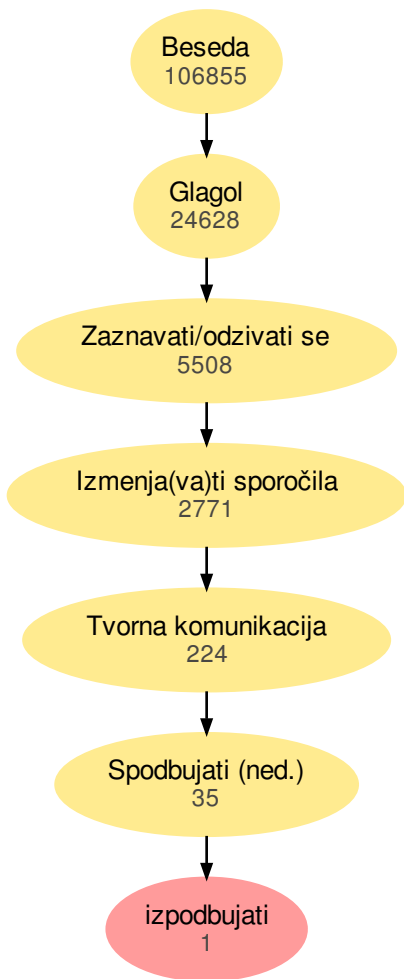 Beseda
106855
Glagol
24628
Zaznavati/odzivati se
5508
Izmenja(va)ti sporočila
2771
Tvorna komunikacija
224
Spodbujati (ned.)
35
izpodbujati
1